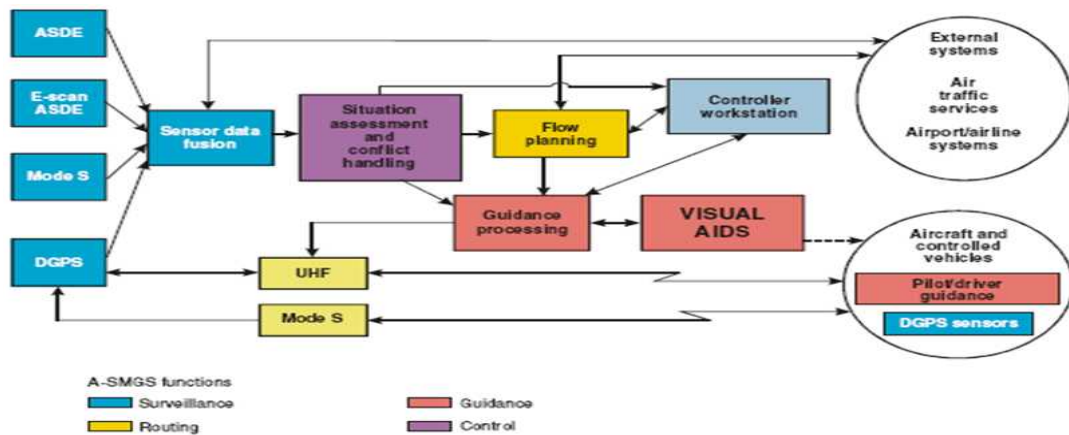 ASDE
E-scan
ASDE
Mode S
DGPS
Sensor data
fusion
Situation
assessment
and
conflict
handling
Flow
planning
Controller
workstation
External
systems
Air
traffic
services
Airport/airline
systems
Guidance
processing
VISUAL
AIDS
UHF
Mode S
Aircraft and
controlled
vehicles
Pilot/driver
guidance
DGPS sensors
A-SMGS functions
Surveillance
Routing
Guidance
Control